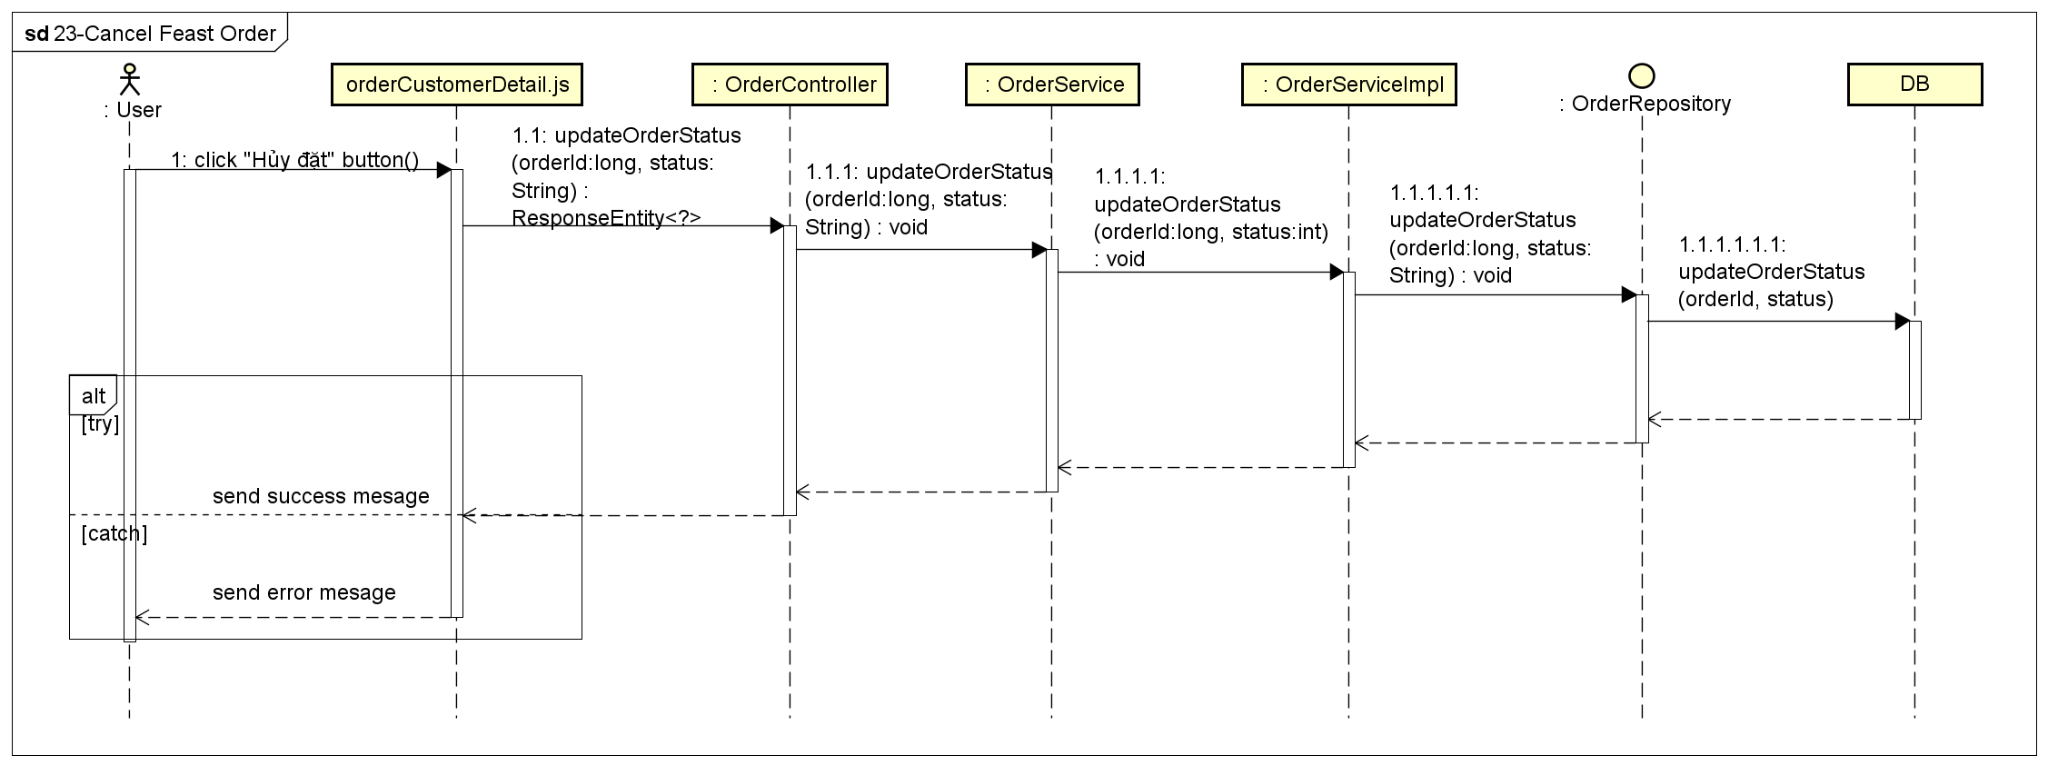 sd 23-Cancel Feast Order
: User
orderCustomerDetail.js
: OrderController
: OrderService
: OrderServiceImpl
: OrderRepository
DB
1: click "Hủy đặt" button()
1.1: updateOrderStatus
(orderId:long, status:
String) :
ResponseEntity<?>
1.1.1: updateOrderStatus
(orderId:long, status:
String) : void
1.1.1.1:
updateOrderStatus
(orderId:long, status:int)
: void
1.1.1.1.1:
updateOrderStatus
(orderId:long, status:
String) : void
1.1.1.1.1.1:
updateOrderStatus
(orderId, status)
alt
[try]
send success mesage
[catch]
send error mesage